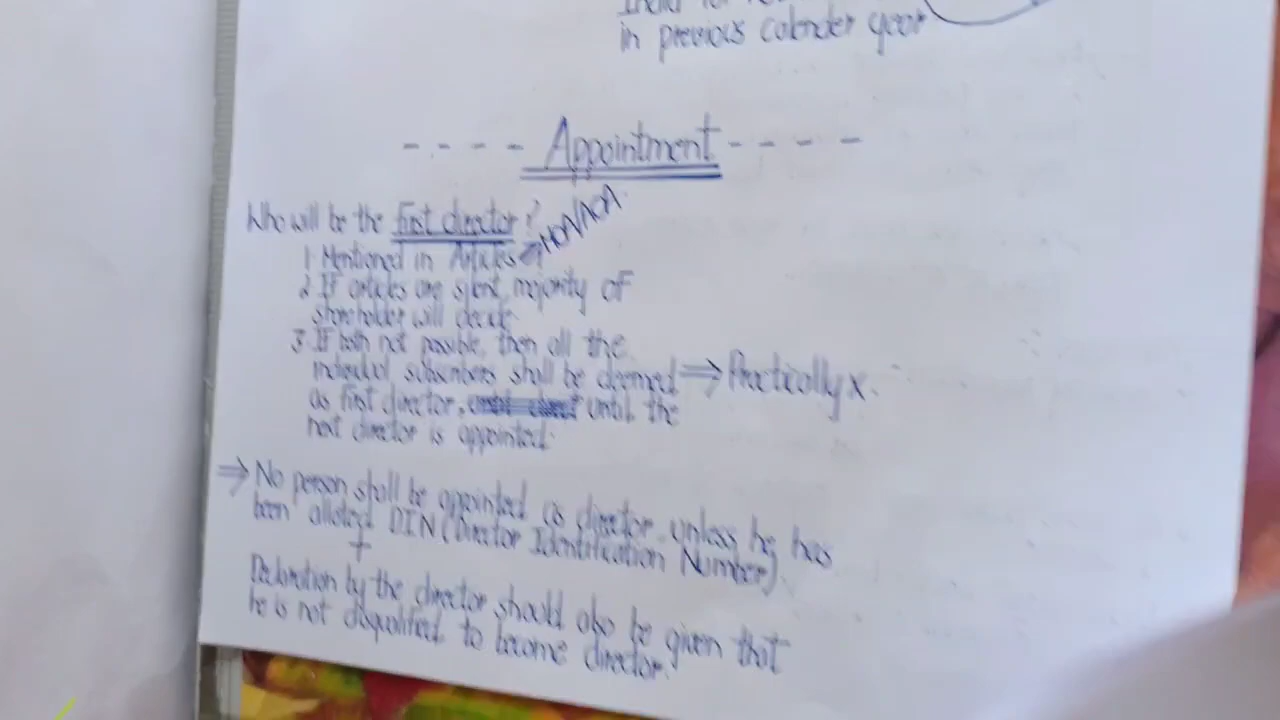 in previous calender year
- - - - Appointment - - - -
Who will be the first director?
1 Mentioned in Articles
2 If articles are silent, majority of
shareholder will decide
3. If both not possible, then all the
individual subscribers shall be deemed ⇒ Practically x.
as first director, until the
next director is appointed.
⇒ No person shall be appointed as director unless he has
been alloted DIN (Director Identification Number).
+
Declaration by the director should also be given that
he is not disqualified to become director.